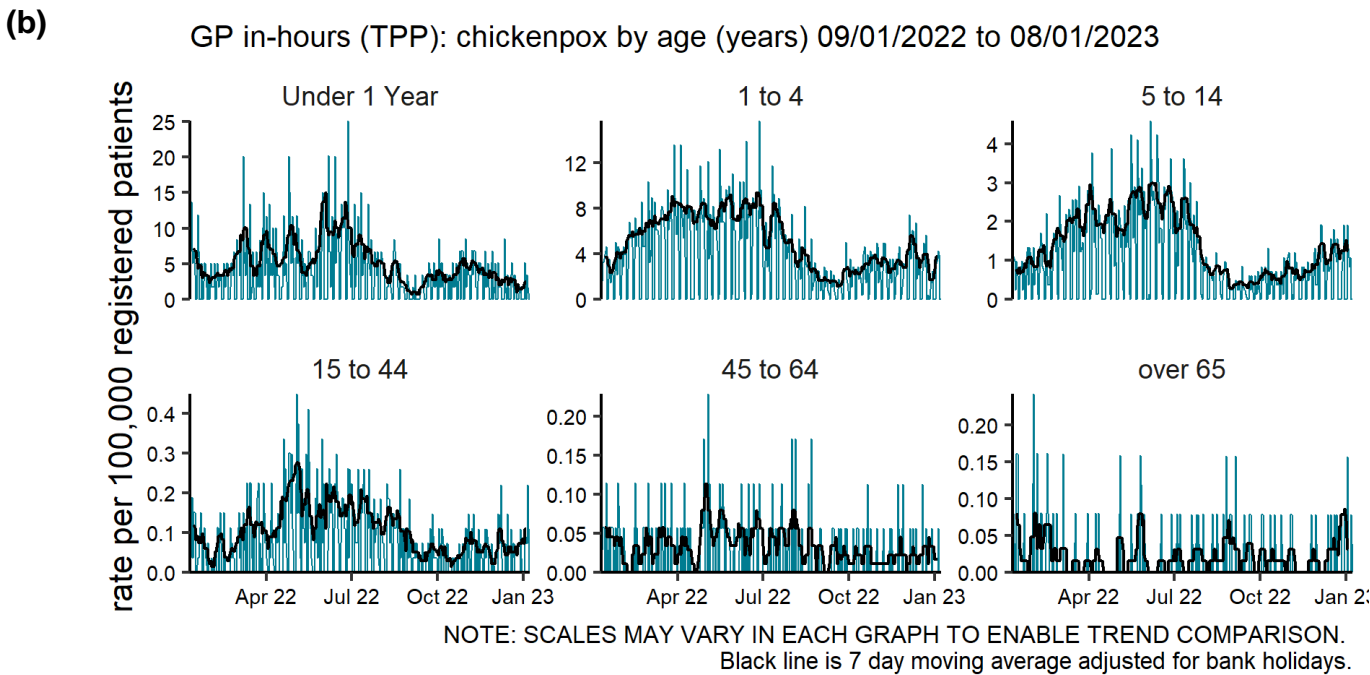 (b)
GP in-hours (TPP): chickenpox by age (years) 09/01/2022 to 08/01/2023
rate per 100,000 registered patients
Under 1 Year
25
20
15
10
5
0
1 to 4
12
8
4
0
5 to 14
4
3
2
1
0
15 to 44
0.4
0.3
0.2
0.1
0.0
Apr 22 Jul 22 Oct 22 Jan 23
45 to 64
0.20
0.15
0.10
0.05
0.00
Apr 22 Jul 22 Oct 22 Jan 23
over 65
0.20
0.15
0.10
0.05
0.00
Apr 22 Jul 22 Oct 22 Jan
NOTE: SCALES MAY VARY IN EACH GRAPH TO ENABLE TREND COMPARISON.
Black line is 7 day moving average adjusted for bank holidays.